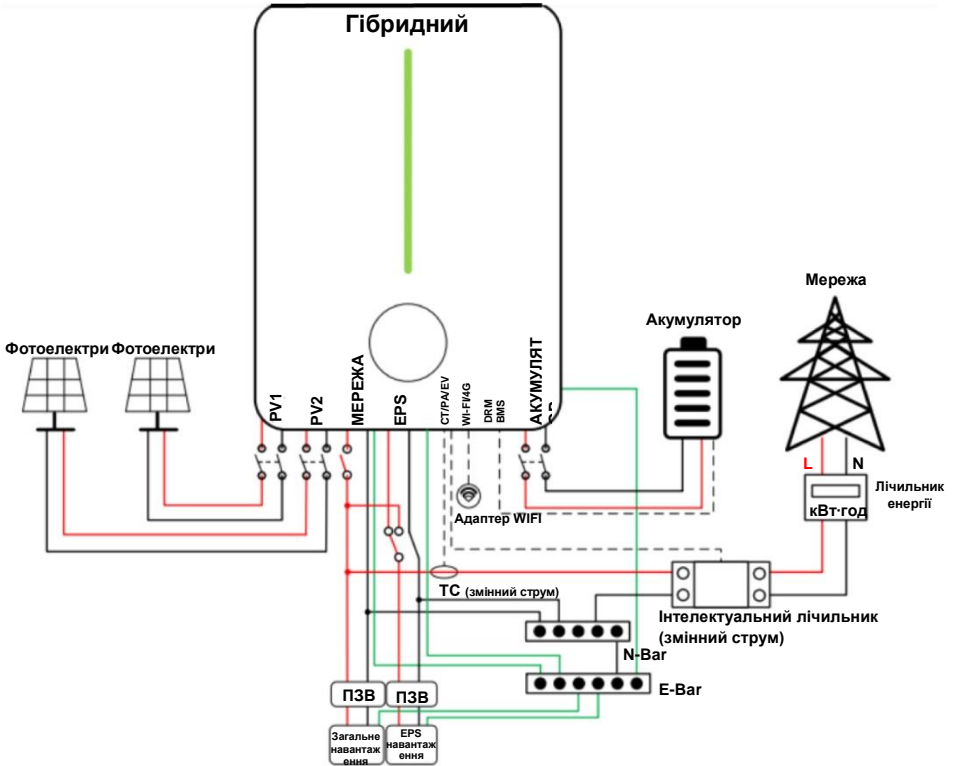 Гібридний
Мережа
Акумулятор
Фотоелектри Фотоелектри
PV1
PV2
МЕРЕЖА
EPS
CT/PA/EV
WI-FI/4G
DRM
BMS
АКУМУЛЯТ
L N
Лічильник
енергії
кВт·год
Адаптер WIFI
ТС (змінний струм)
Інтелектуальний лічильник
(змінний струм)
N-Bar
E-Bar
ПЗВ ПЗВ
Загальне
навантаж
ення
EPS
навантаж
ення